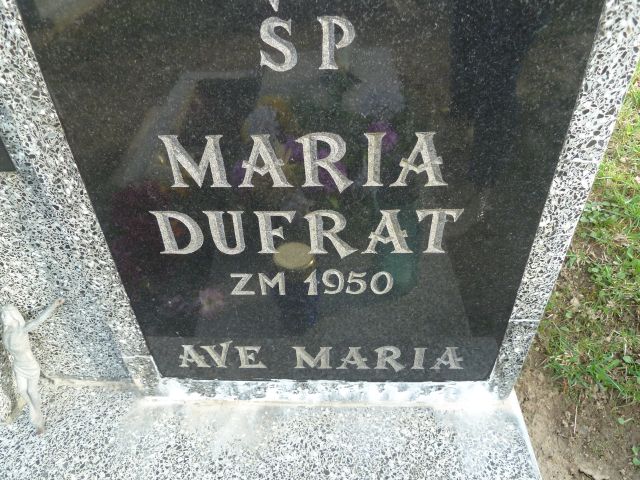 ŚP
MARIA
DUFRAT
ZM 1950
AVE MARIA